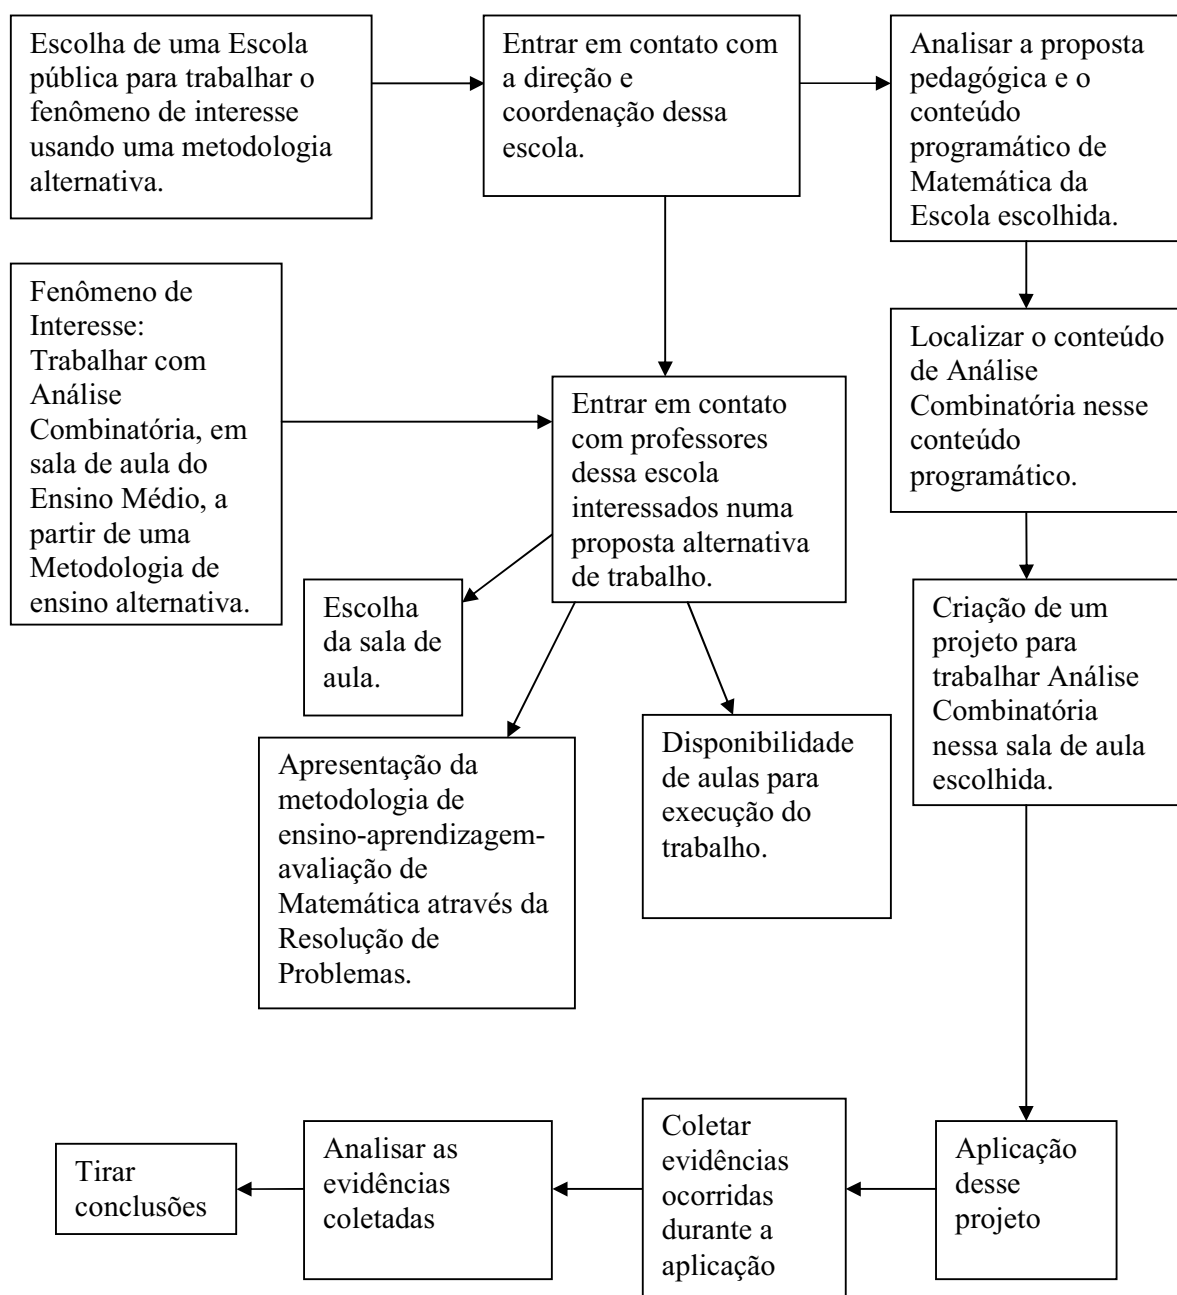 Escolha de uma Escola
pública para trabalhar o
fenômeno de interesse
usando uma metodologia
alternativa.
Entrar em contato com
a direção e
coordenação dessa
escola.
Analisar a proposta
pedagógica e o
conteúdo
programático de
Matemática da
Escola escolhida.
Fenômeno de
Interesse:
Trabalhar com
Análise
Combinatória, em
sala de aula do
Ensino Médio, a
partir de uma
Metodologia de
ensino alternativa.
Entrar em contato
com professores
dessa escola
interessados numa
proposta alternativa
de trabalho.
Localizar o conteúdo
de Análise
Combinatória nesse
conteúdo
programático.
Escolha
da sala de
aula.
Criação de um
projeto para
trabalhar Análise
Combinatória
nessa sala de aula
escolhida.
Apresentação da
metodologia de
ensino-aprendizagem-
avaliação de
Matemática através da
Resolução de
Problemas.
Disponibilidade
de aulas para
execução do
trabalho.
Tirar
conclusões
Analisar as
evidências
coletadas
Coletar
evidências
ocorridas
durante a
aplicação
Aplicação
desse
projeto